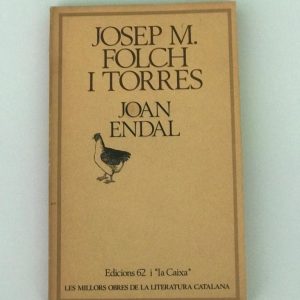 JOSEP M.
FOLCH
I TORRES
JOAN
ENDAL
Edicions 62 i "la Caixa"
LES MILLORS OBRES DE LA LITERATURA CATALANA